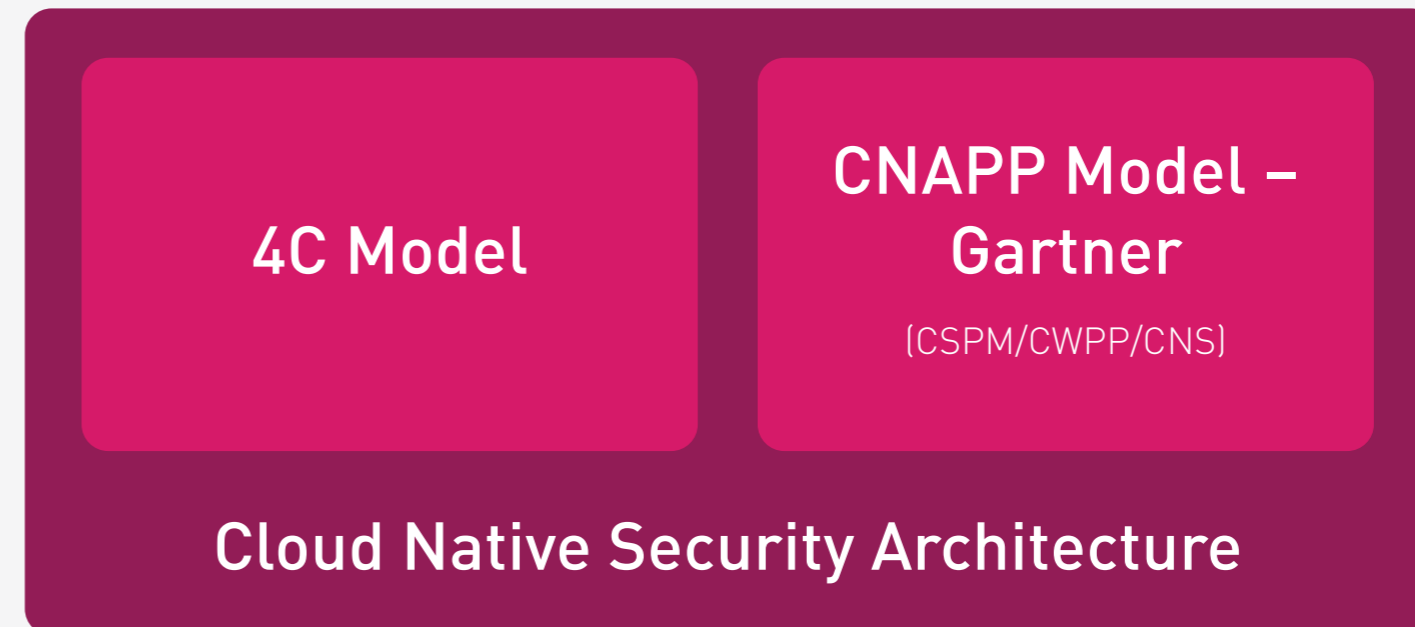 4C Model
CNAPP Model –
Gartner
(CSPM/CWPP/CNS)
Cloud Native Security Architecture